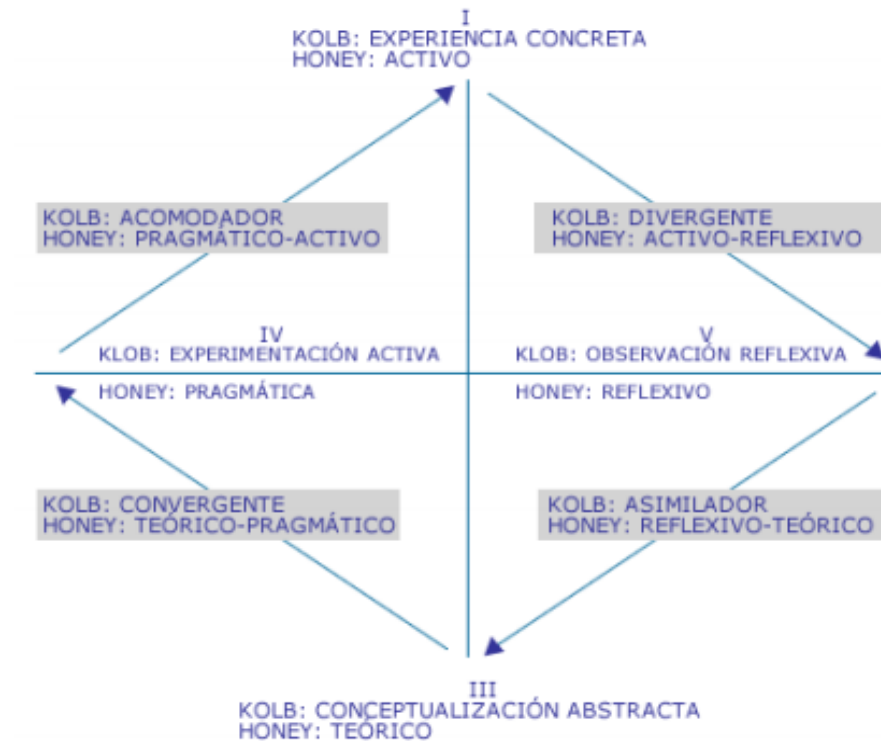 I
KOLB: EXPERIENCIA CONCRETA
HONEY: ACTIVO
KOLB: ACOMODADOR
HONEY: PRAGMÁTICO-ACTIVO
KOLB: DIVERGENTE
HONEY: ACTIVO-REFLEXIVO
IV
KLOB: EXPERIMENTACIÓN ACTIVA
HONEY: PRAGMÁTICA
V
KLOB: OBSERVACIÓN REFLEXIVA
HONEY: REFLEXIVO
KOLB: CONVERGENTE
HONEY: TEÓRICO-PRAGMÁTICO
KOLB: ASIMILADOR
HONEY: REFLEXIVO-TEÓRICO
III
KOLB: CONCEPTUALIZACIÓN ABSTRACTA
HONEY: TEÓRICO